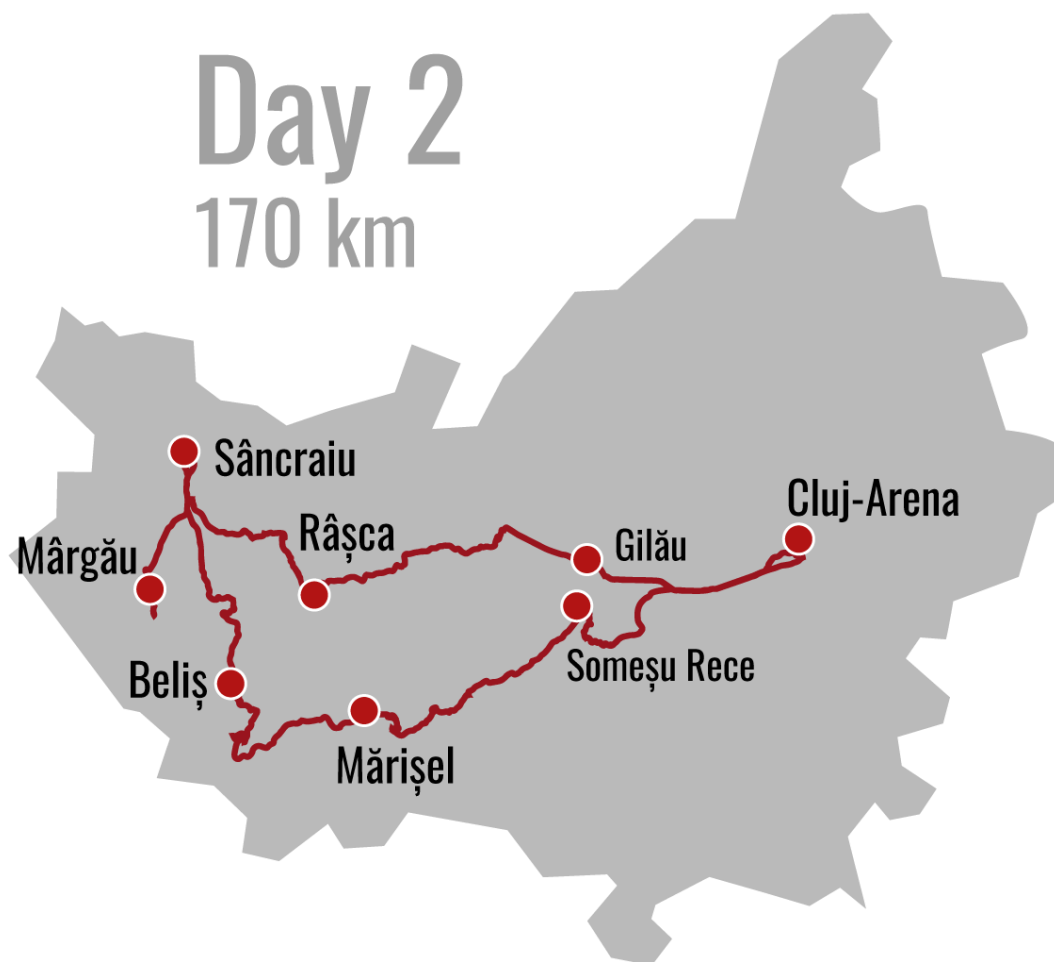 Day 2
170 km
Sâncraiu
Cluj-Arena
Râșca
Gilău
Mârgău
Someșu Rece
Beliș
Mărișel